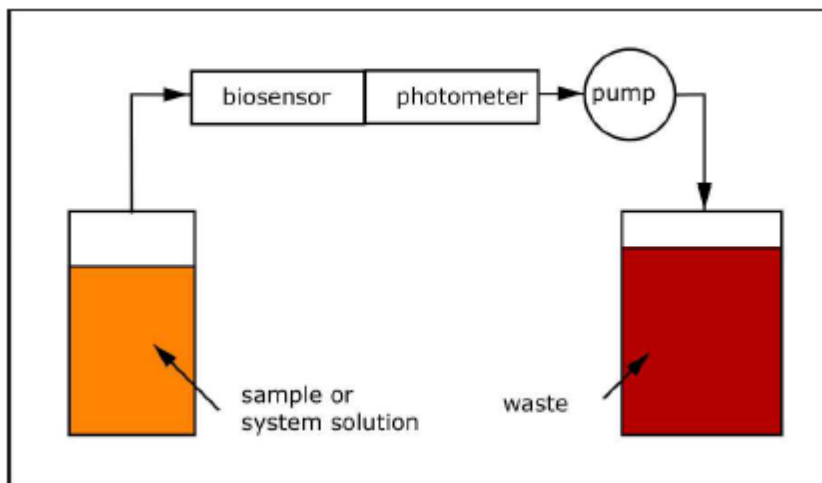 biosensor
photometer
pump
sample or
system solution
waste